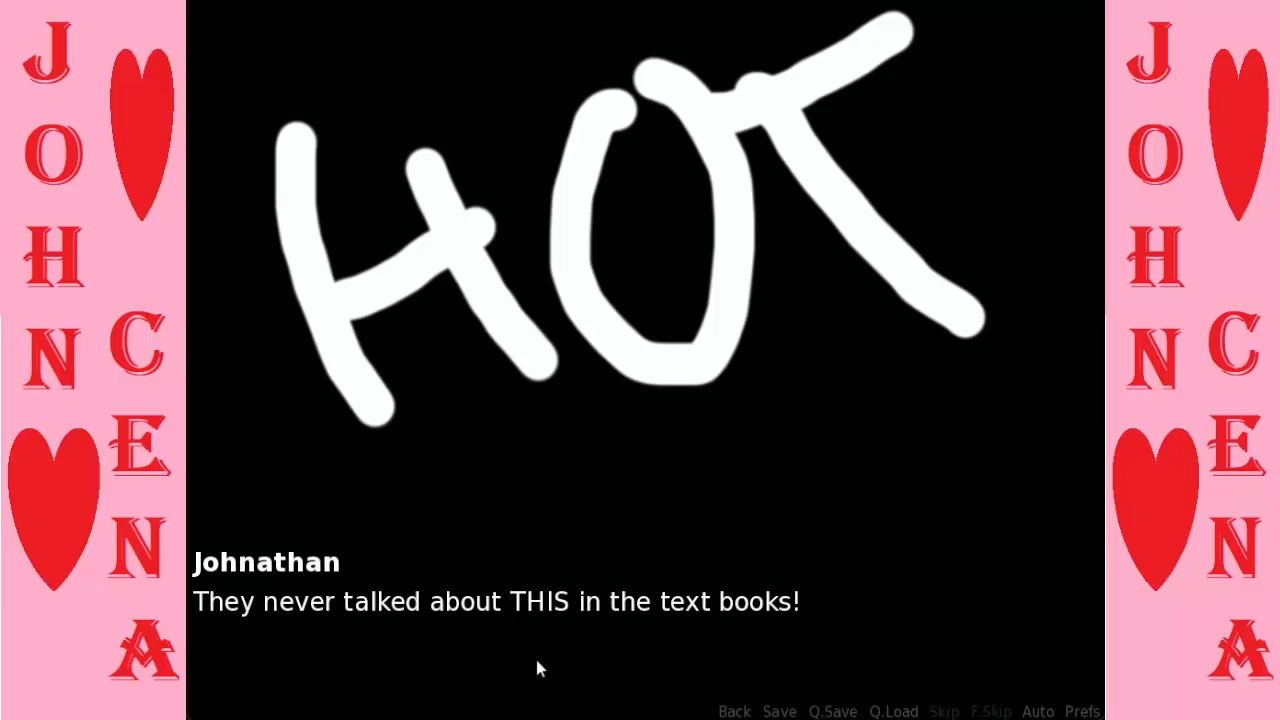 JOHN
CENA
HOT
Johnathan
They never talked about THIS in the text books!
Back Save Q.Save Q.Load Skip F.Skip Auto Prefs
JOHN
CENA